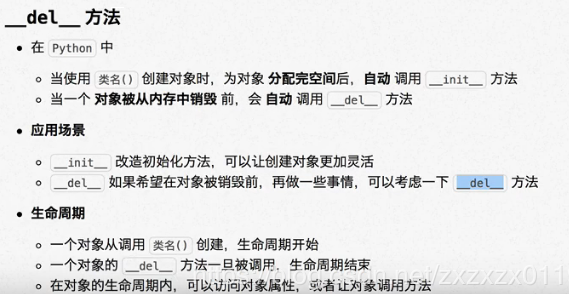 __del__ 方法
在 Python 中
当使用 类名() 创建对象时，为对象 分配完空间后，自动 调用 __init__ 方法
当一个 对象被从内存中销毁 前，会 自动 调用 __del__ 方法
应用场景
__init__ 改造初始化方法，可以让创建对象更加灵活
__del__ 如果希望在对象被销毁前，再做一些事情，可以考虑一下 __del__ 方法
生命周期
一个对象从调用 类名() 创建，生命周期开始
一个对象的 __del__ 方法一旦被调用，生命周期结束
在对象的生命周期内，可以访问对象属性，或者让对象调用方法
https://blog.csdn.net/zxzxzx011